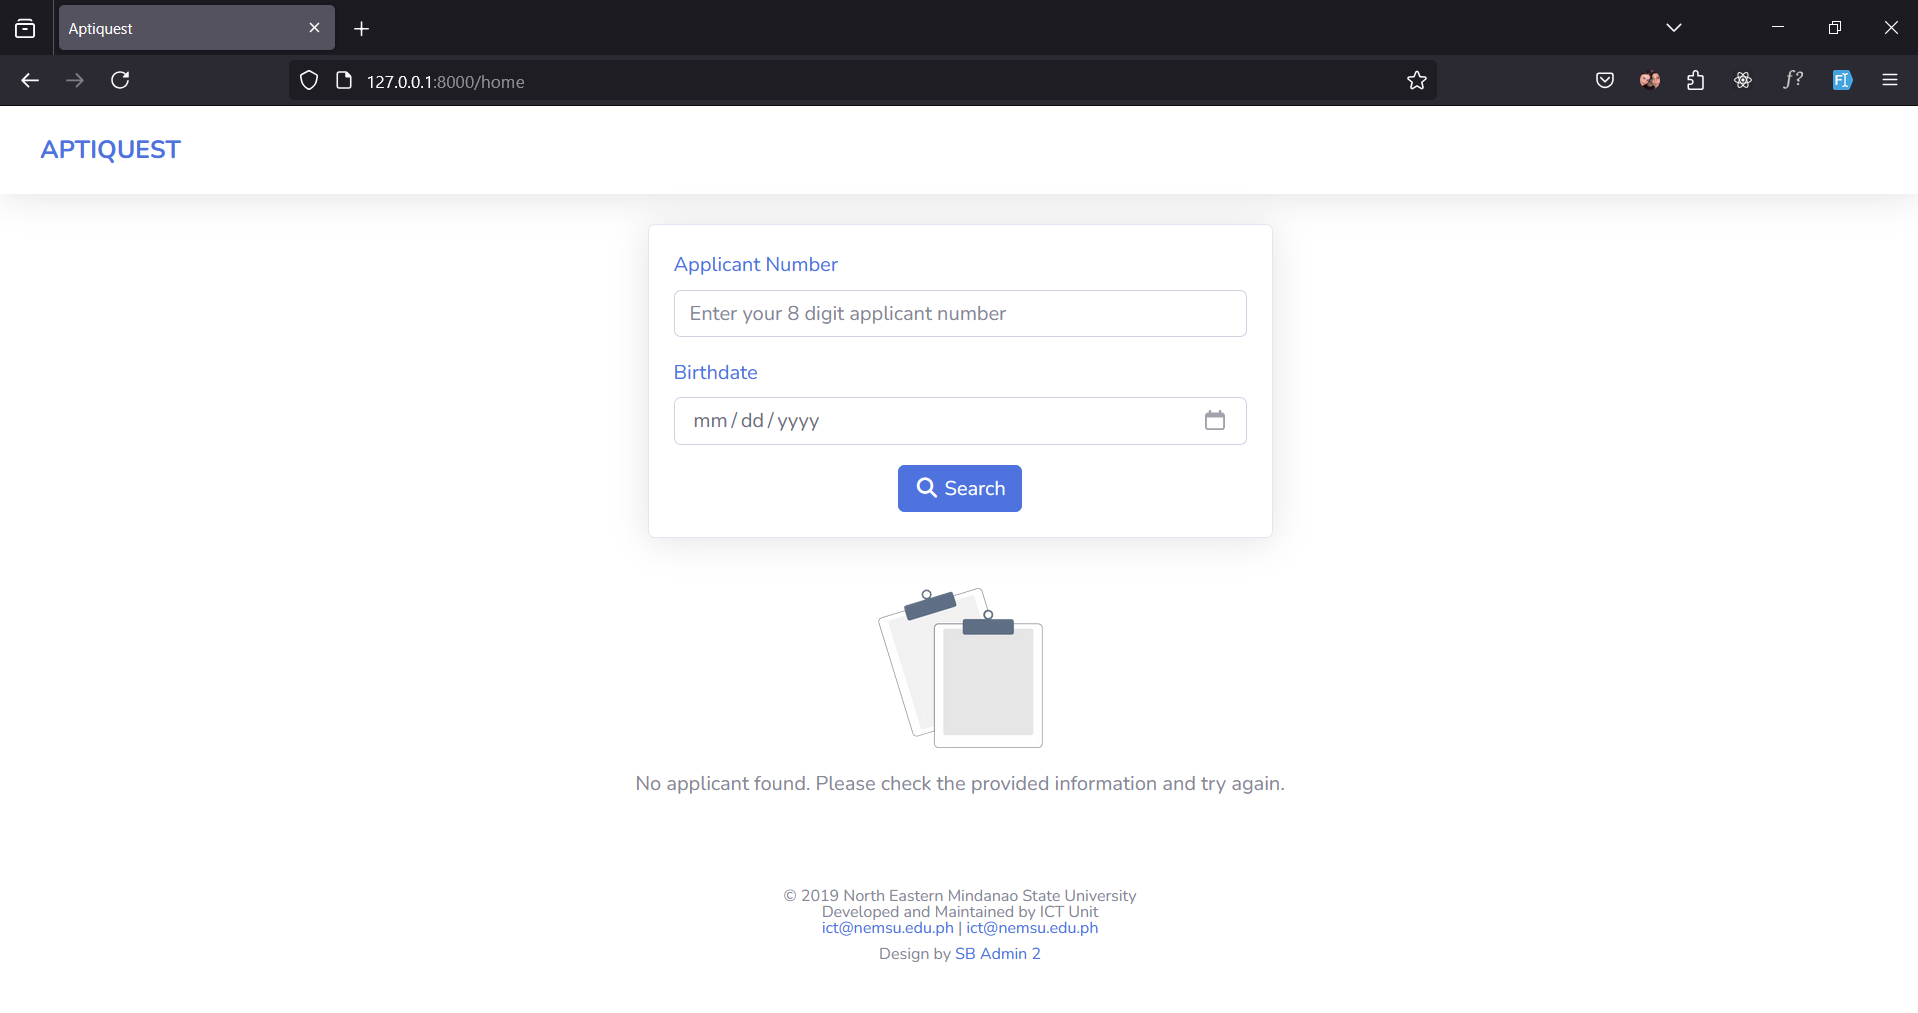 Aptiquest
127.0.0.1:8000/home
f?
APTIQUEST
Applicant Number
Enter your 8 digit applicant number
Birthdate
mm/dd/yyyy
Search
No applicant found. Please check the provided information and try again.
© 2019 North Eastern Mindanao State University
Developed and Maintained by ICT Unit
ict@nemsu.edu.ph | ict@nemsu.edu.ph
Design by SB Admin 2